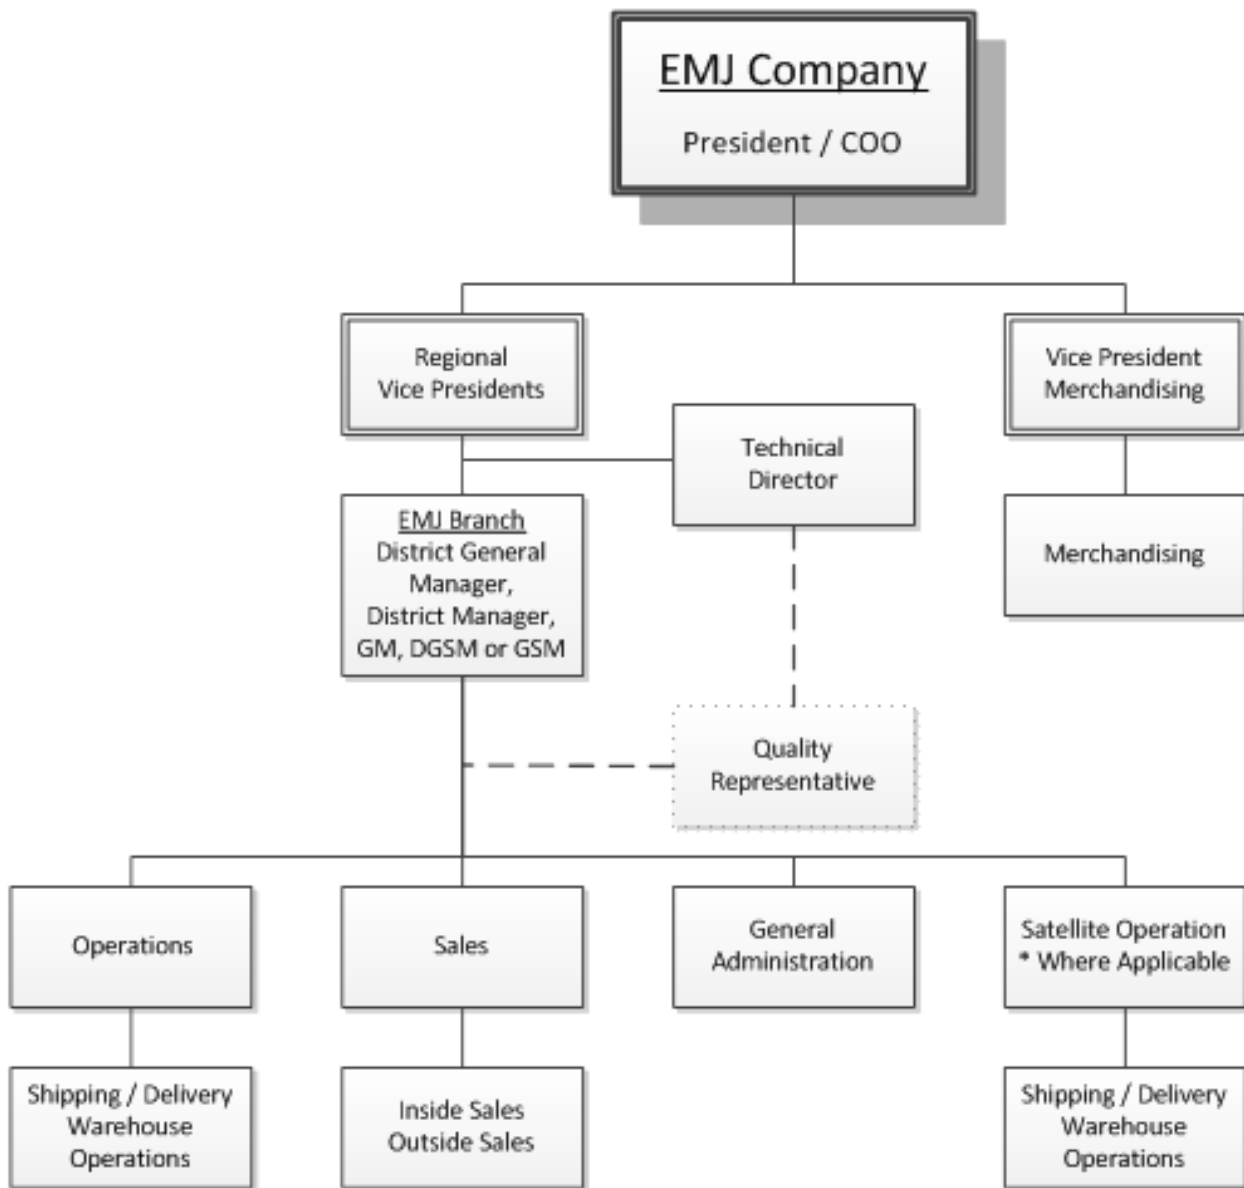 EMJ Company
President / COO
Regional
Vice Presidents
Vice President
Merchandising
Technical
Director
EMJ Branch
District General
Manager,
District Manager,
GM, DGSM or GSM
Merchandising
Quality
Representative
Operations
Sales
General
Administration
Satellite Operation
* Where Applicable
Shipping / Delivery
Warehouse
Operations
Inside Sales
Outside Sales
Shipping / Delivery
Warehouse
Operations